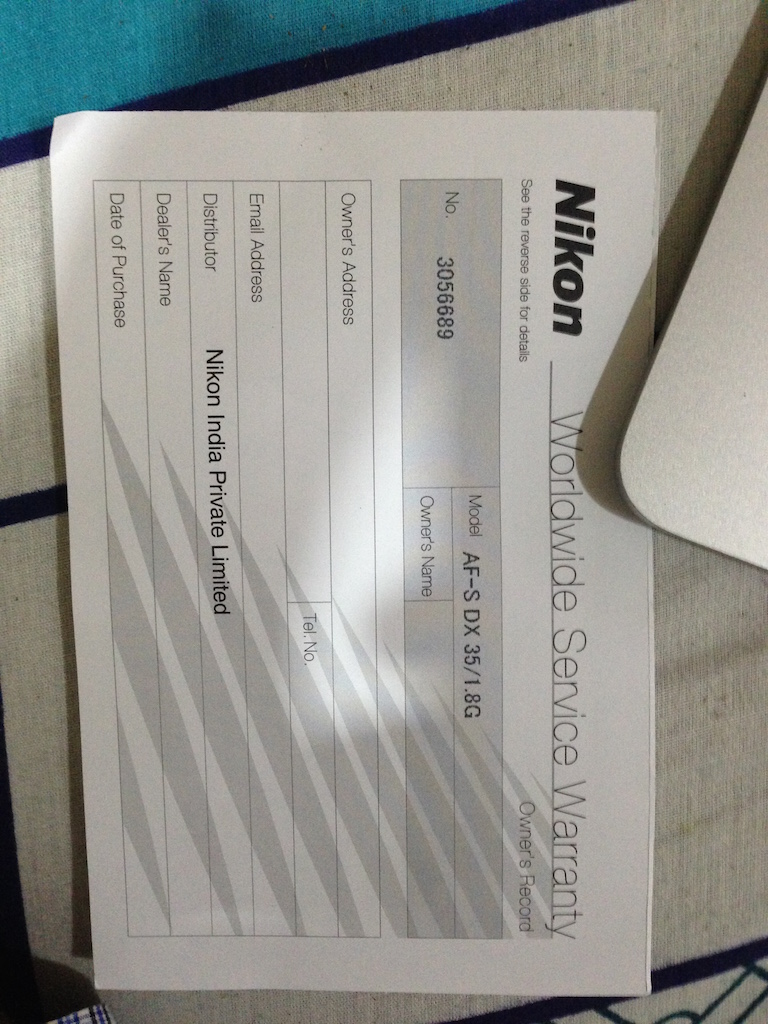 Nikon Worldwide Service Warranty
See the reverse side for details Owner's Record
No. 3056689
Model AF-S DX 35/1.8G
Owner's Name
Owner's Address
Tel. No.
Email Address
Distributor Nikon India Private Limited
Dealer's Name
Date of Purchase